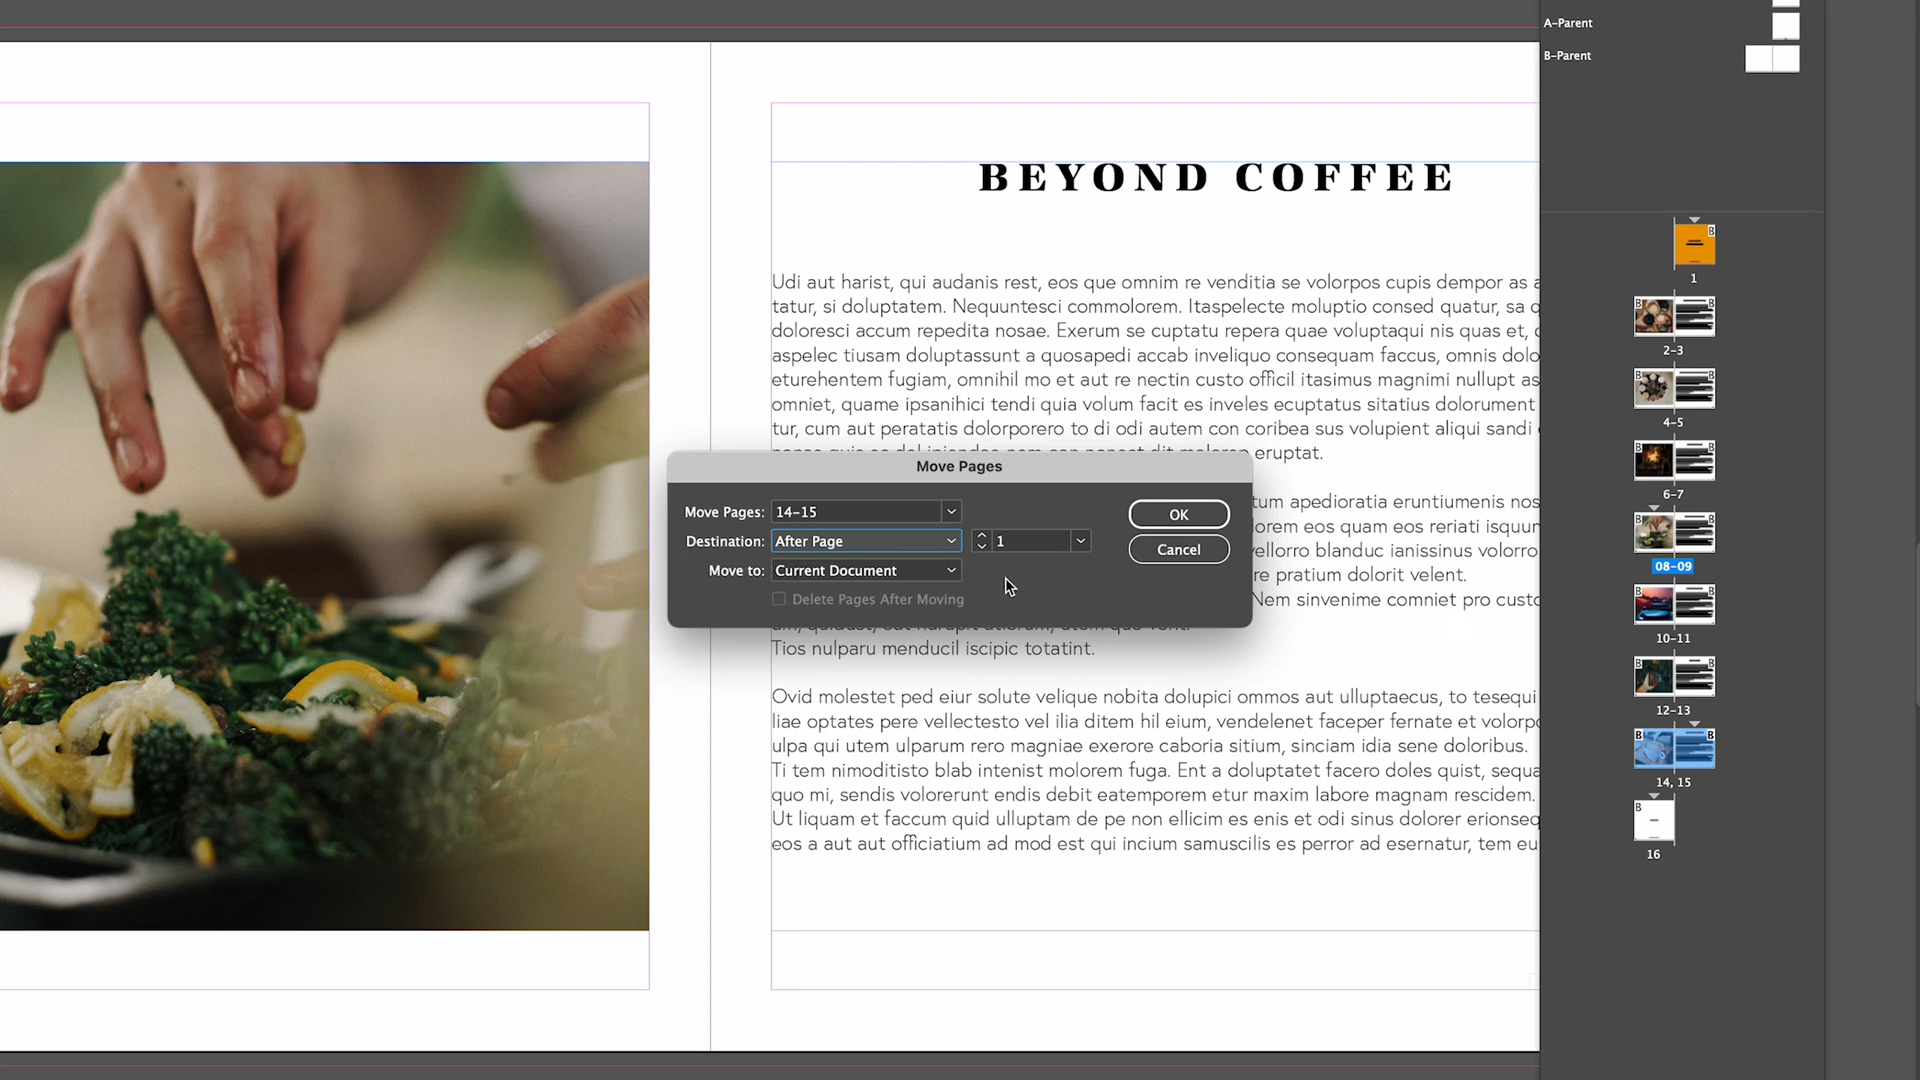 A-Parent
B-Parent
BEYOND COFFEE
Udi aut harist, qui audanis rest, eos que omnim re venditia se volorpos cupis dempor as a
tatur, si doluptatem. Nequuntesci commolorem. Itaspelecte moluptio consed quatur, sa q
doloresci accum repedita nosae. Exerum se cuptatu repera quae voluptaqui nis quas et,
aspelec tiusam doluptassunt a quosapedi accab inveliquo consequam faccus, omnis dolo
eturehentem fugiam, omnihil mo et aut re nectin custo officil itasimus magnimi nullupt as
omniet, quame ipsanihici tendi quia volum facit es inveles ecuptatus sitatius dolorument
tur, cum aut peratatis dolorporero to di odi autem con coribea sus volupient aliqui sandi
eruptat.
Move Pages
Move Pages: 14-15
OK
Destination: After Page 1
Cancel
Move to: Current Document
Delete Pages After Moving
tum apedioratia eruntiumenis nos
orem eos quam eos reriati isqun
vellorro blanduc ianissinus volorro
re pratium dolorit velent.
Nem sinvenime comniet pro custo
Tios nulparu menducil iscipic totatint.
Ovid molestet ped eiur solute velique nobita dolupici ommos aut ulluptaecus, to tesequi
liae optates pere vellectesto vel ilia ditem hil eium, vendelenet faceper fernate et volorpo
ulpa qui utem ulparum rero magniae exerore caboria sitium, sinciam idia sene doloribus.
Ti tem nimoditisto blab intenist molorem fuga. Ent a doluptatet facero doles quist, sequa
quo mi, sendis volorerunt endis debit eatemporem etur maxim labore magnam rescidem.
Ut liquam et faccum quid ulluptam de pe non ellicim es enis et odi sinus dolorer erionseq
eos a aut aut officiatium ad mod est qui incium samuscilis es perror ad esernatur, tem eu
B
1
B B
2-3
B B
4-5
B B
6-7
B B
08-09
B B
10-11
B B
12-13
B B
14, 15
B
16